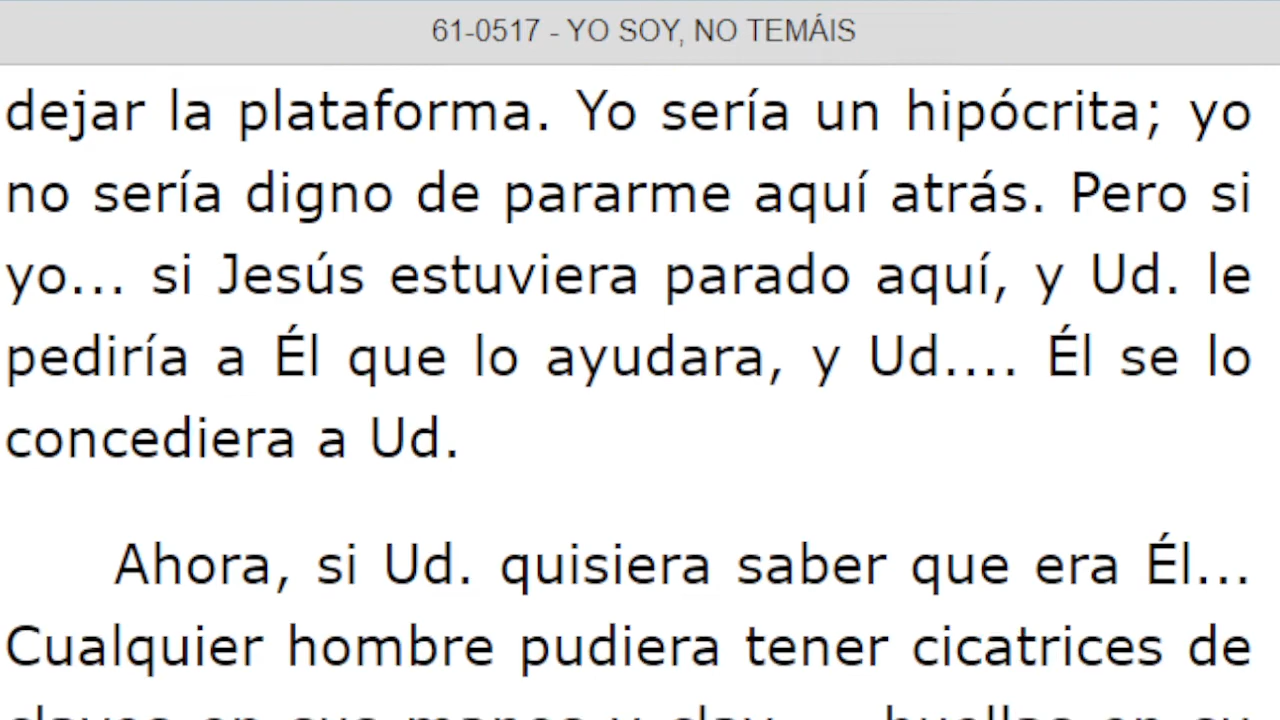 61-0517 - YO SOY, NO TEMÁIS
dejar la plataforma. Yo sería un hipócrita; yo
no sería digno de pararme aquí atrás. Pero si
yo... si Jesús estuviera parado aquí, y Ud. le
pediría a Él que lo ayudara, y Ud.... Él se lo
concediera a Ud.
Ahora, si Ud. quisiera saber que era Él...
Cualquier hombre pudiera tener cicatrices de